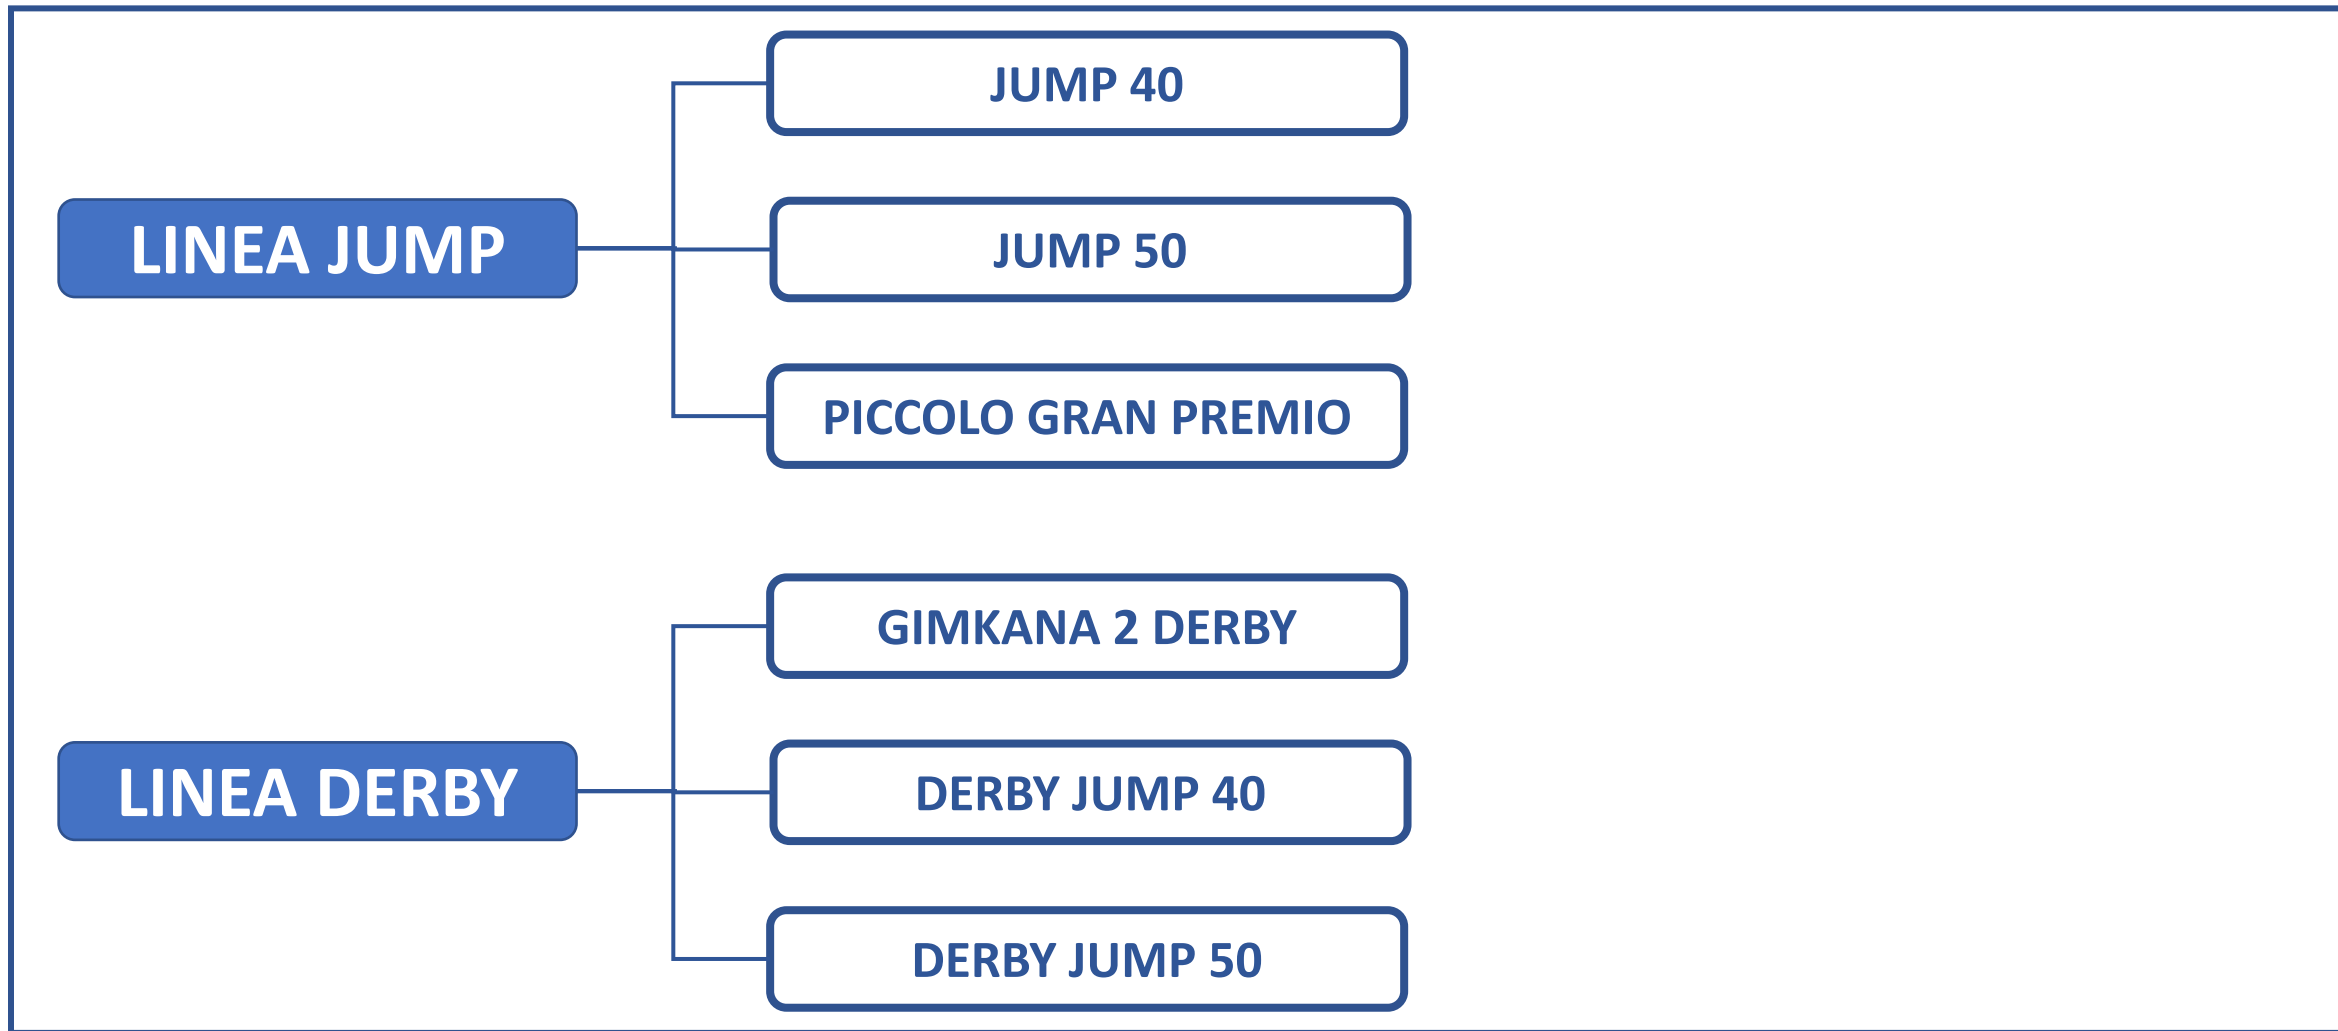 LINEA JUMP
JUMP 40
JUMP 50
PICCOLO GRAN PREMIO
LINEA DERBY
GIMKANA 2 DERBY
DERBY JUMP 40
DERBY JUMP 50